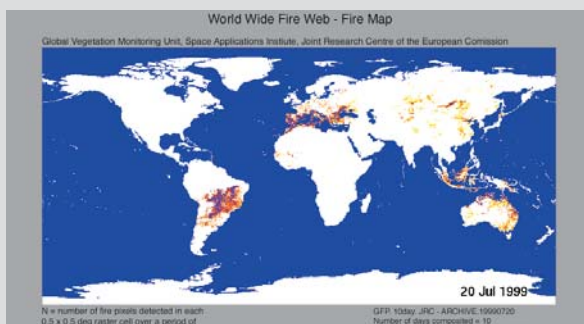 World Wide Fire Web - Fire Map
Global Vegetation Monitoring Unit, Space Applications Instiute, Joint Research Centre of the European Comission
20 Jul 1999
N = number of fire pixels detected in each
GFP. 10day. JRC - ARCHIVE.19990720
0.5 x 0.5 deg raster cell over a period of
Number of days composited = 10